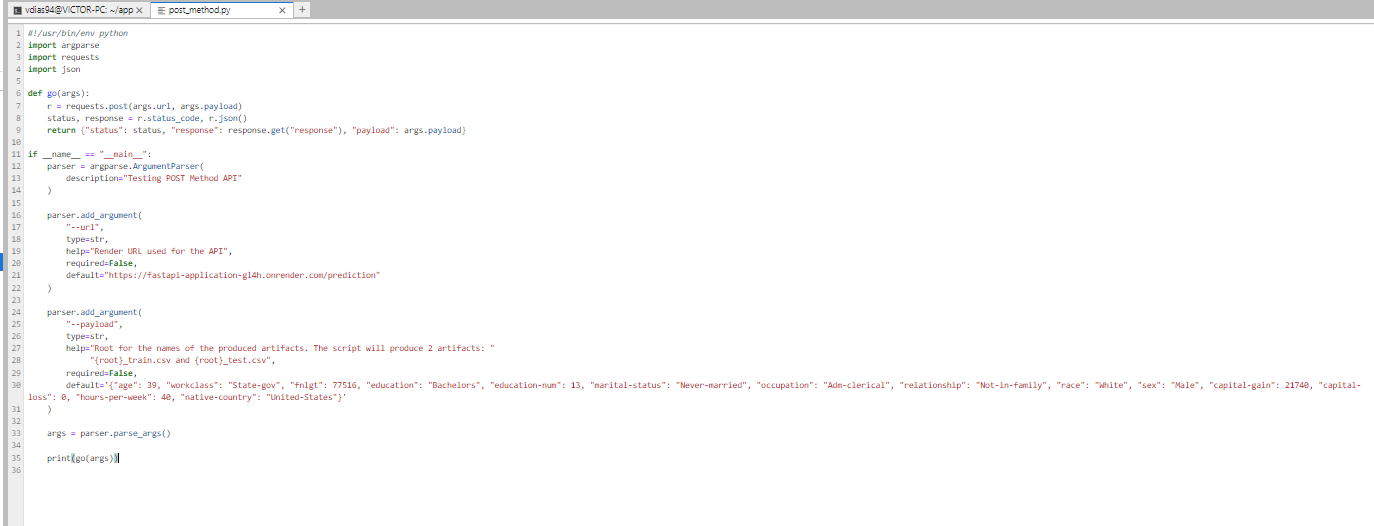 vdias94@VICTOR-PC: ~/app × post_method.py × +
1 #!/usr/bin/env python
2 import argparse
3 import requests
4 import json
5
6 def go(args):
7     r = requests.post(args.url, args.payload)
8     status, response = r.status_code, r.json()
9     return {"status": status, "response": response.get("response"), "payload": args.payload}
10
11 if __name__ == "__main__":
12     parser = argparse.ArgumentParser(
13         description="Testing POST Method API"
14     )
15
16     parser.add_argument(
17         "--url",
18         type=str,
19         help="Render URL used for the API",
20         required=False,
21         default="https://fastapi-application-gl4h.onrender.com/prediction"
22     )
23
24     parser.add_argument(
25         "--payload",
26         type=str,
27         help="Root for the names of the produced artifacts. The script will produce 2 artifacts: "
28              "{root}_train.csv and {root}_test.csv",
29         required=False,
30         default='{"age": 39, "workclass": "State-gov", "fnlgt": 77516, "education": "Bachelors", "education-num": 13, "marital-status": "Never-married", "occupation": "Adm-clerical", "relationship": "Not-in-family", "race": "White", "sex": "Male", "capital-gain": 21740, "capital-
loss": 0, "hours-per-week": 40, "native-country": "United-States"}'
31     )
32
33     args = parser.parse_args()
34
35     print(go(args))
36